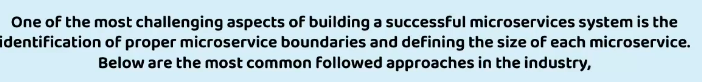 One of the most challenging aspects of building a successful microservices system is the
identification of proper microservice boundaries and defining the size of each microservice.
Below are the most common followed approaches in the industry,